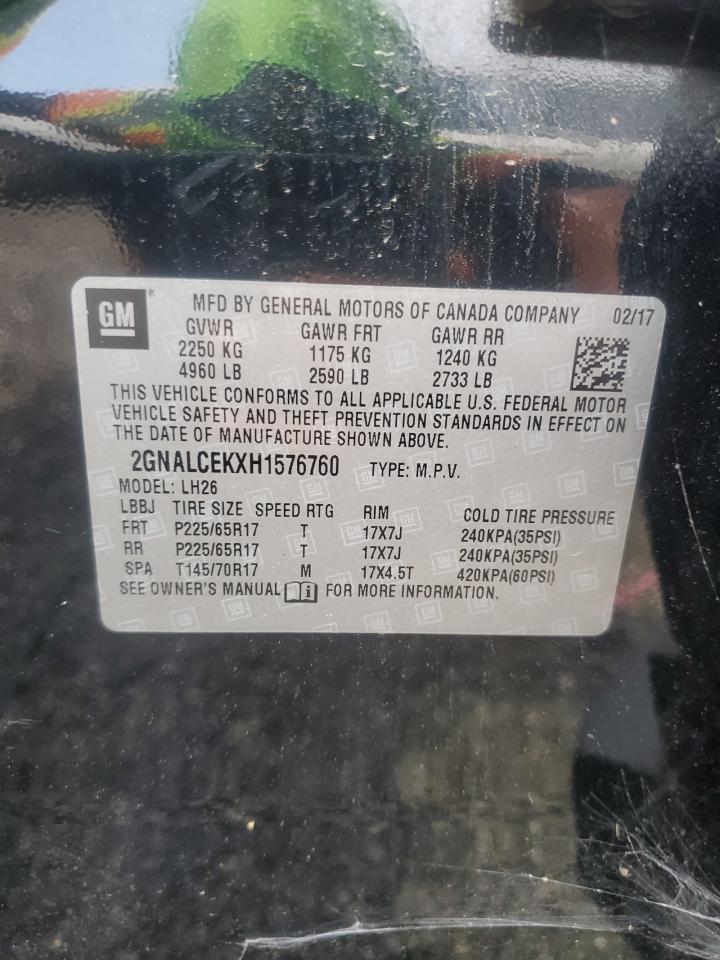 GM ® MFD BY GENERAL MOTORS OF CANADA COMPANY 02/17
GVWR GAWR FRT GAWR RR
2250 KG 1175 KG 1240 KG
4960 LB 2590 LB 2733 LB
THIS VEHICLE CONFORMS TO ALL APPLICABLE U.S. FEDERAL MOTOR
VEHICLE SAFETY AND THEFT PREVENTION STANDARDS IN EFFECT ON
THE DATE OF MANUFACTURE SHOWN ABOVE.
2GNALCEKXH1576760 TYPE: M.P.V.
MODEL: LH26
LBBJ TIRE SIZE SPEED RTG RIM COLD TIRE PRESSURE
FRT P225/65R17 T 17X7J 240KPA(35PSI)
RR P225/65R17 T 17X7J 240KPA(35PSI)
SPA T145/70R17 M 17X4.5T 420KPA(60PSI)
SEE OWNER'S MANUAL i FOR MORE INFORMATION.